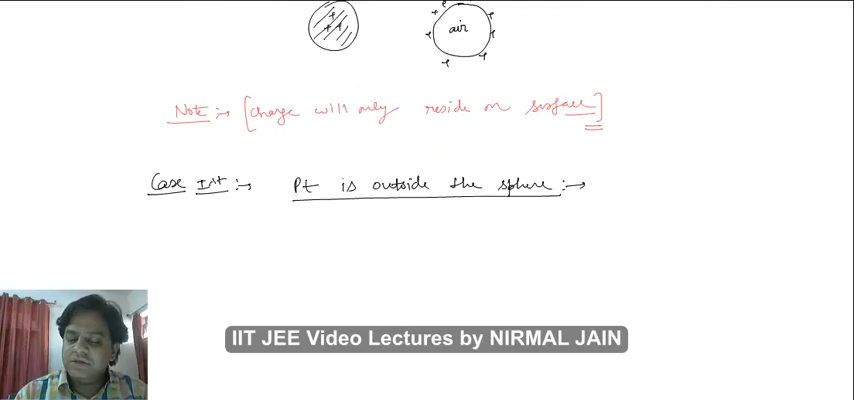 air
Note :→ [Charge will only reside on surface]
Case Ist :→ Pt is outside the sphere :→
IIT JEE Video Lectures by NIRMAL JAIN